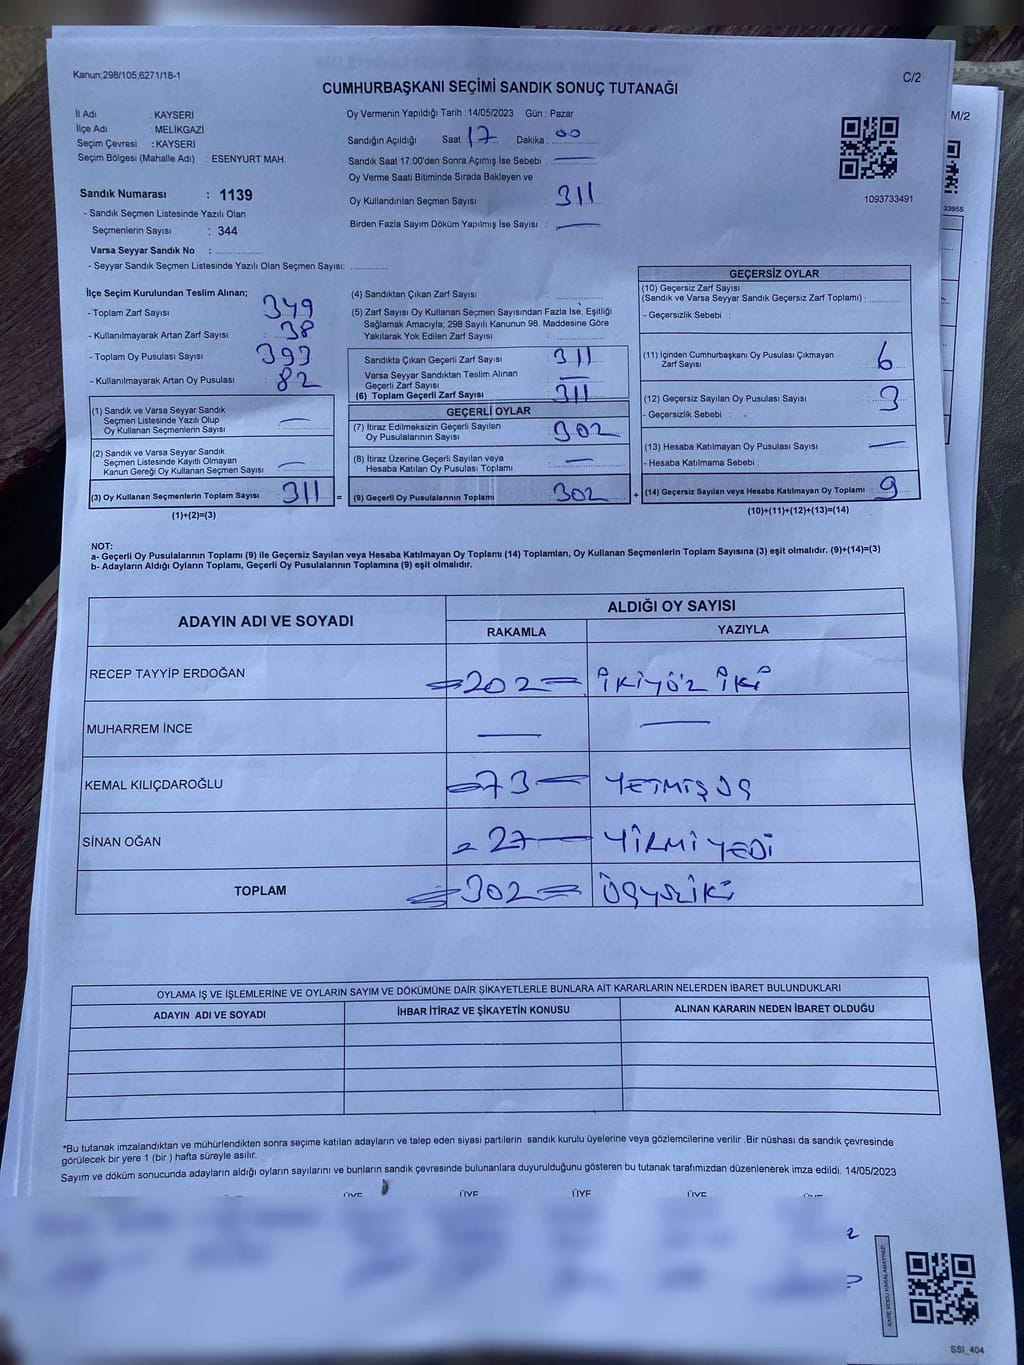 Kanun;298/105,6271/18-1
C/2
CUMHURBAŞKANI SEÇİMİ SANDIK SONUÇ TUTANAĞI
M/2
İl Adı : KAYSERİ
İlçe Adı : MELİKGAZİ
Seçim Çevresi : KAYSERİ
Seçim Bölgesi (Mahalle Adı) : ESENYURT MAH.
Sandık Numarası : 1139
- Sandık Seçmen Listesinde Yazılı Olan
Seçmenlerin Sayısı : 344
Varsa Seyyar Sandık No :
- Seyyar Sandık Seçmen Listesinde Yazılı Olan Seçmen Sayısı:
Oy Vermenin Yapıldığı Tarih : 14/05/2023 Gün : Pazar
Sandığın Açıldığı Saat 17 Dakika : 00
Sandık Saat 17:00'den Sonra Açımış İse Sebebi : —
Oy Verme Saati Bitiminde Sırada Bekleyen ve
Oy Kullandırılan Seçmen Sayısı : 311
Birden Fazla Sayım Döküm Yapılmış İse Sayısı : —
1093733491
33955
İlçe Seçim Kurulundan Teslim Alınan;
- Toplam Zarf Sayısı : 349
- Kullanılmayarak Artan Zarf Sayısı : 38
- Toplam Oy Pusulası Sayısı : 393
- Kullanılmayarak Artan Oy Pusulası : 82
(1) Sandık ve Varsa Seyyar Sandık
Seçmen Listesinde Yazılı Olup
Oy Kullanan Seçmenlerin Sayısı : —
(2) Sandık ve Varsa Seyyar Sandık
Seçmen Listesinde Kayıtlı Olmayan
Kanun Gereği Oy Kullanan Seçmen Sayısı : —
(3) Oy Kullanan Seçmenlerin Toplam Sayısı : 311 =
(1)+(2)=(3)
(4) Sandıktan Çıkan Zarf Sayısı :
(5) Zarf Sayısı Oy Kullanan Seçmen Sayısından Fazla İse, Eşitliği
Sağlamak Amacıyla; 298 Sayılı Kanunun 98. Maddesine Göre
Yakılarak Yok Edilen Zarf Sayısı :
Sandıkta Çıkan Geçerli Zarf Sayısı : 311
Varsa Seyyar Sandıktan Teslim Alınan
Geçerli Zarf Sayısı : —
(6) Toplam Geçerli Zarf Sayısı : 311
GEÇERLİ OYLAR
(7) İtiraz Edilmeksizin Geçerli Sayılan
Oy Pusulalarının Sayısı : 302
(8) İtiraz Üzerine Geçerli Sayılan veya
Hesaba Katılan Oy Pusulası Toplamı : —
(9) Geçerli Oy Pusulalarının Toplamı : 302 +
GEÇERSİZ OYLAR
(10) Geçersiz Zarf Sayısı
(Sandık ve Varsa Seyyar Sandık Geçersiz Zarf Toplamı) :
- Geçersizlik Sebebi :
(11) İçinden Cumhurbaşkanı Oy Pusulası Çıkmayan
Zarf Sayısı : 6
(12) Geçersiz Sayılan Oy Pusulası Sayısı : 3
- Geçersizlik Sebebi :
(13) Hesaba Katılmayan Oy Pusulası Sayısı : —
- Hesaba Katılmama Sebebi :
(14) Geçersiz Sayılan veya Hesaba Katılmayan Oy Toplamı : 9
(10)+(11)+(12)+(13)=(14)
NOT:
a- Geçerli Oy Pusulalarının Toplamı (9) ile Geçersiz Sayılan veya Hesaba Katılmayan Oy Toplamı (14) Toplamları, Oy Kullanan Seçmenlerin Toplam Sayısına (3) eşit olmalıdır. (9)+(14)=(3)
b- Adayların Aldığı Oyların Toplamı, Geçerli Oy Pusulalarının Toplamına (9) eşit olmalıdır.
ADAYIN ADI VE SOYADI
ALDIĞI OY SAYISI
RAKAMLA YAZIYLA
RECEP TAYYİP ERDOĞAN =202= İKİYÜZ İKİ
MUHARREM İNCE — —
KEMAL KILIÇDAROĞLU =73= YETMİŞ ÜÇ
SİNAN OĞAN =27— YİRMİ YEDİ
TOPLAM =302= ÜÇYÜZİKİ
OYLAMA İŞ VE İŞLEMLERİNE VE OYLARIN SAYIM VE DÖKÜMÜNE DAİR ŞİKAYETLERLE BUNLARA AİT KARARLARIN NELERDEN İBARET BULUNDUKLARI
ADAYIN ADI VE SOYADI İHBAR İTİRAZ VE ŞİKAYETİN KONUSU ALINAN KARARIN NEDEN İBARET OLDUĞU
*Bu tutanak imzalandıktan ve mühürlendikten sonra seçime katılan adayların ve talep eden siyasi partilerin sandık kurulu üyelerine veya gözlemcilerine verilir .Bir nüshası da sandık çevresinde
görülecek bir yere 1 (bir ) hafta süreyle asılır.
Sayım ve döküm sonucunda adayların aldığı oyların sayılarını ve bunların sandık çevresinde bulunanlara duyurulduğunu gösteren bu tutanak tarafımızdan düzenlenerek imza edildi. 14/05/2023
ÜYE ÜYE ÜYE ÜYE ÜYE
KARE KODU KARALAMAYINIZ!
SSI_404